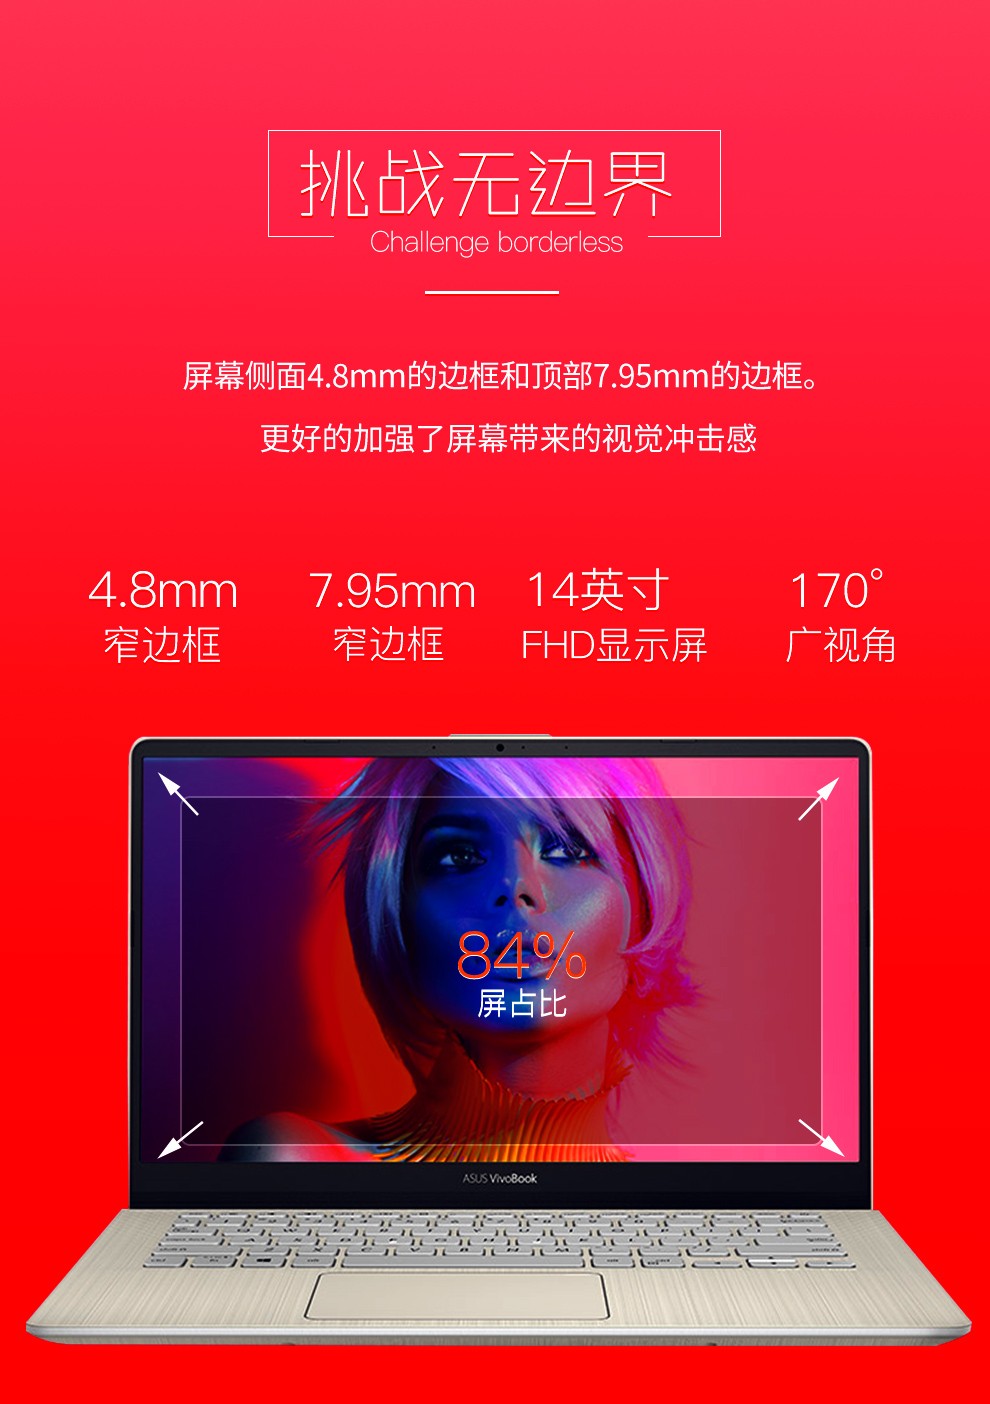 挑战无边界
Challenge borderless
屏幕侧面4.8mm的边框和顶部7.95mm的边框。
更好的加强了屏幕带来的视觉冲击感
4.8mm 7.95mm 14英寸 170°
窄边框 窄边框 FHD显示屏 广视角
84%
屏占比
ASUS VivoBook